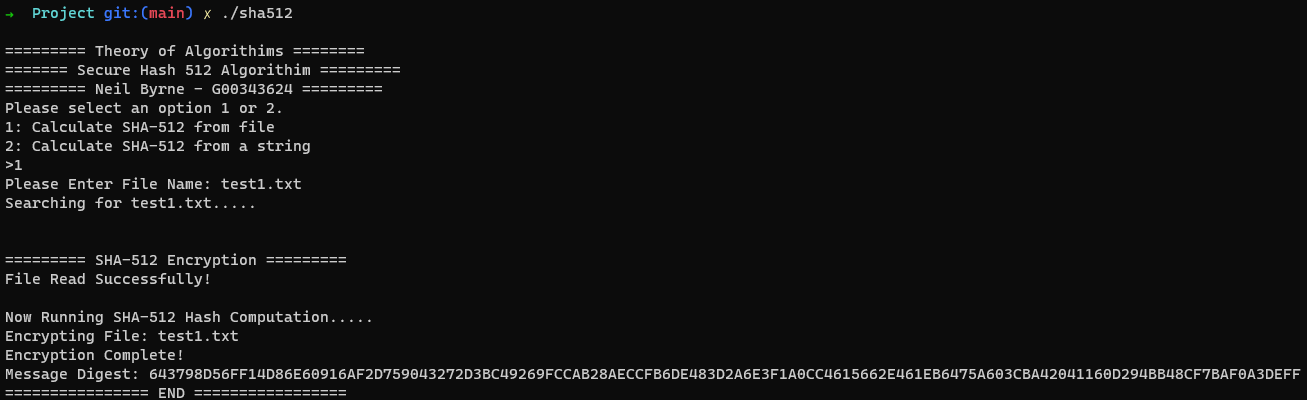 → Project git:(main) ✗ ./sha512
========= Theory of Algorithims ========
======= Secure Hash 512 Algorithim =========
========= Neil Byrne - G00343624 =========
Please select an option 1 or 2.
1: Calculate SHA-512 from file
2: Calculate SHA-512 from a string
>1
Please Enter File Name: test1.txt
Searching for test1.txt.....
========= SHA-512 Encryption =========
File Read Successfully!
Now Running SHA-512 Hash Computation.....
Encrypting File: test1.txt
Encryption Complete!
Message Digest: 643798D56FF14D86E60916AF2D759043272D3BC49269FCCAB28AECCFB6DE483D2A6E3F1A0CC4615662E461EB6475A603CBA42041160D294BB48CF7BAF0A3DEFF
================ END =================